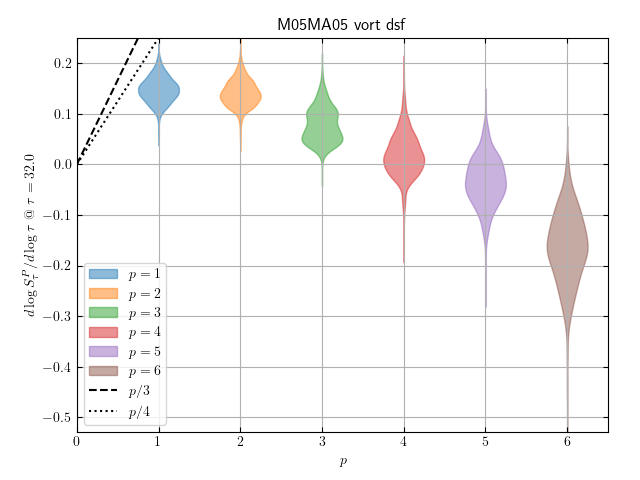 M05MA05 vort dsf
d log S_τ^P / d log τ @ τ = 32.0
0.2
0.1
0.0
−0.1
−0.2
−0.3
−0.4
−0.5
p = 1
p = 2
p = 3
p = 4
p = 5
p = 6
p/3
p/4
0 1 2 3 4 5 6
p